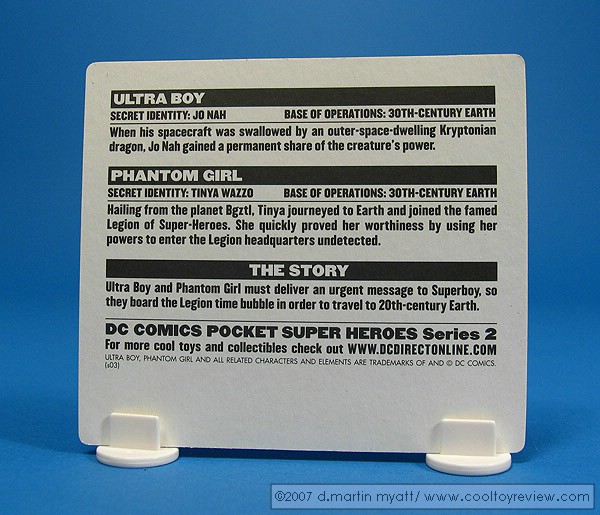 ULTRA BOY
SECRET IDENTITY: JO NAH BASE OF OPERATIONS: 30TH-CENTURY EARTH
When his spacecraft was swallowed by an outer-space-dwelling Kryptonian
dragon, Jo Nah gained a permanent share of the creature's power.
PHANTOM GIRL
SECRET IDENTITY: TINYA WAZZO BASE OF OPERATIONS: 30TH-CENTURY EARTH
Hailing from the planet Bgztl, Tinya journeyed to Earth and joined the famed
Legion of Super-Heroes. She quickly proved her worthiness by using her
powers to enter the Legion headquarters undetected.
THE STORY
Ultra Boy and Phantom Girl must deliver an urgent message to Superboy, so
they board the Legion time bubble in order to travel to 20th-century Earth.
DC COMICS POCKET SUPER HEROES Series 2
For more cool toys and collectibles check out WWW.DCDIRECTONLINE.COM
ULTRA BOY, PHANTOM GIRL AND ALL RELATED CHARACTERS AND ELEMENTS ARE TRADEMARKS OF AND © DC COMICS.
(s03)
©2007 d.martin myatt/ www.cooltoyreview.com/